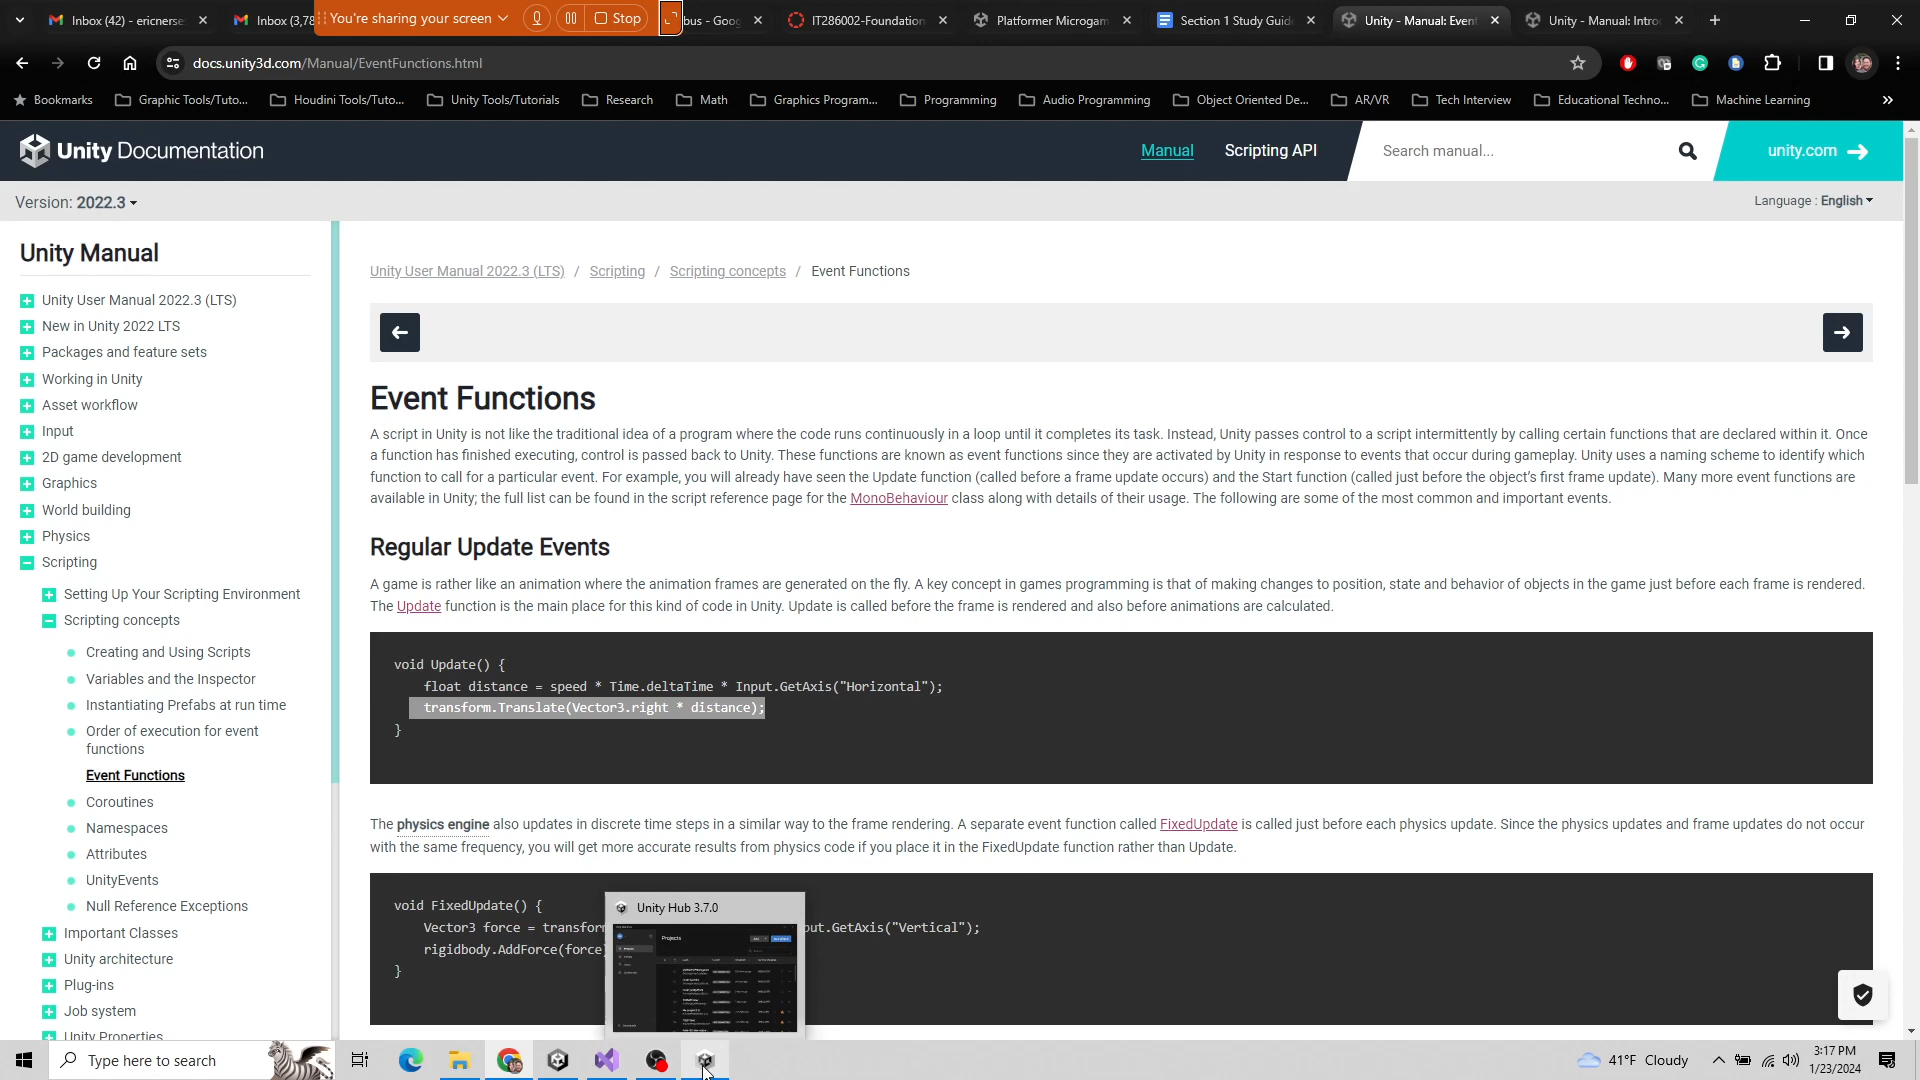 Inbox (42) - ericnerse
Inbox (3,78
You're sharing your screen
Stop
bus - Goog
IT286002-Foundation
Platformer Microgam
Section 1 Study Guid
Unity - Manual: Event
Unity - Manual: Intro
docs.unity3d.com/Manual/EventFunctions.html
Bookmarks
Graphic Tools/Tuto...
Houdini Tools/Tuto...
Unity Tools/Tutorials
Research
Math
Graphics Program...
Programming
Audio Programming
Object Oriented De...
AR/VR
Tech Interview
Educational Techno...
Machine Learning
»
Unity Documentation
Manual
Scripting API
Search manual...
unity.com
Version: 2022.3
Language : English
Unity Manual
Unity User Manual 2022.3 (LTS)
New in Unity 2022 LTS
Packages and feature sets
Working in Unity
Asset workflow
Input
2D game development
Graphics
World building
Physics
Scripting
Setting Up Your Scripting Environment
Scripting concepts
Creating and Using Scripts
Variables and the Inspector
Instantiating Prefabs at run time
Order of execution for event
functions
Event Functions
Coroutines
Namespaces
Attributes
UnityEvents
Null Reference Exceptions
Important Classes
Unity architecture
Plug-ins
Job system
Unity Properties
Unity User Manual 2022.3 (LTS) / Scripting / Scripting concepts / Event Functions
Event Functions
A script in Unity is not like the traditional idea of a program where the code runs continuously in a loop until it completes its task. Instead, Unity passes control to a script intermittently by calling certain functions that are declared within it. Once
a function has finished executing, control is passed back to Unity. These functions are known as event functions since they are activated by Unity in response to events that occur during gameplay. Unity uses a naming scheme to identify which
function to call for a particular event. For example, you will already have seen the Update function (called before a frame update occurs) and the Start function (called just before the object's first frame update). Many more event functions are
available in Unity; the full list can be found in the script reference page for the MonoBehaviour class along with details of their usage. The following are some of the most common and important events.
Regular Update Events
A game is rather like an animation where the animation frames are generated on the fly. A key concept in games programming is that of making changes to position, state and behavior of objects in the game just before each frame is rendered.
The Update function is the main place for this kind of code in Unity. Update is called before the frame is rendered and also before animations are calculated.
void Update() {
float distance = speed * Time.deltaTime * Input.GetAxis("Horizontal");
transform.Translate(Vector3.right * distance);
}
The physics engine also updates in discrete time steps in a similar way to the frame rendering. A separate event function called FixedUpdate is called just before each physics update. Since the physics updates and frame updates do not occur
with the same frequency, you will get more accurate results from physics code if you place it in the FixedUpdate function rather than Update.
void FixedUpdate() {
Vector3 force = transform
put.GetAxis("Vertical");
rigidbody.AddForce(force)
}
Unity Hub 3.7.0
Projects
Type here to search
41°F Cloudy
3:17 PM
1/23/2024